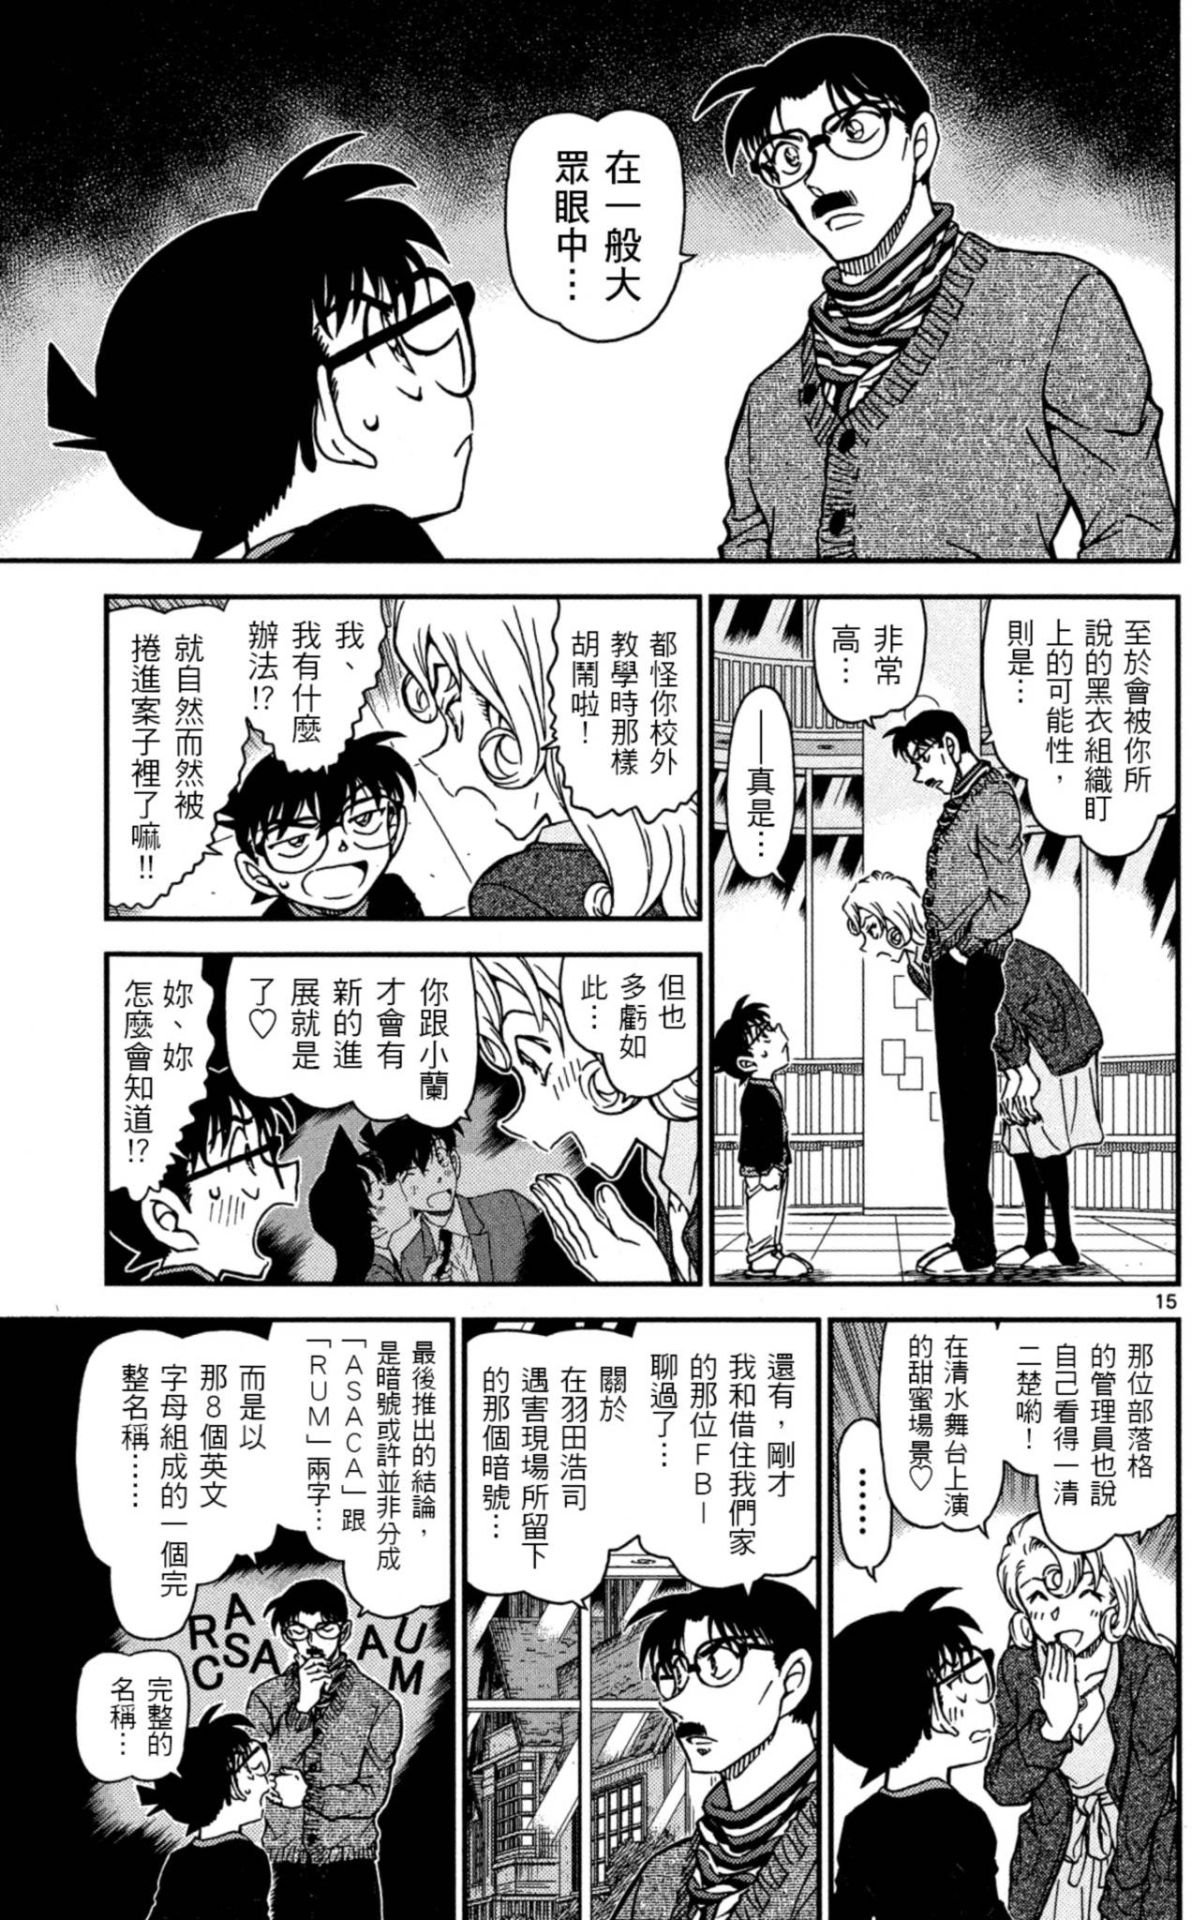 在一般大
眾眼中…
至於會被你所
說的黑衣組織盯
上的可能性，
則是…
非常
高…
——真是…
都怪你校外
教學時那樣
胡鬧啦！
我、
我有什麼
辦法!?
就自然而然被
捲進案子裡了嘛!!
但也
多虧如
此…
你跟小蘭
才會有
新的進
展就是
了♡
妳、妳
怎麼會知道!?
15
那位部落格
的管理員也說
自己看得一清
二楚喲！
在清水舞台上演
的甜蜜場景♡
……
還有，剛才
我和借住我們家
的那位FBI
聊過了…
關於
在羽田浩司
遇害現場所留下
的那個暗號…
最後推出的結論，
是暗號或許並非分成
「ASACA」跟
「RUM」兩字…
而是以
那8個英文
字母組成的一個完
整名稱……
RASCSA
AUM
完整的
名稱…